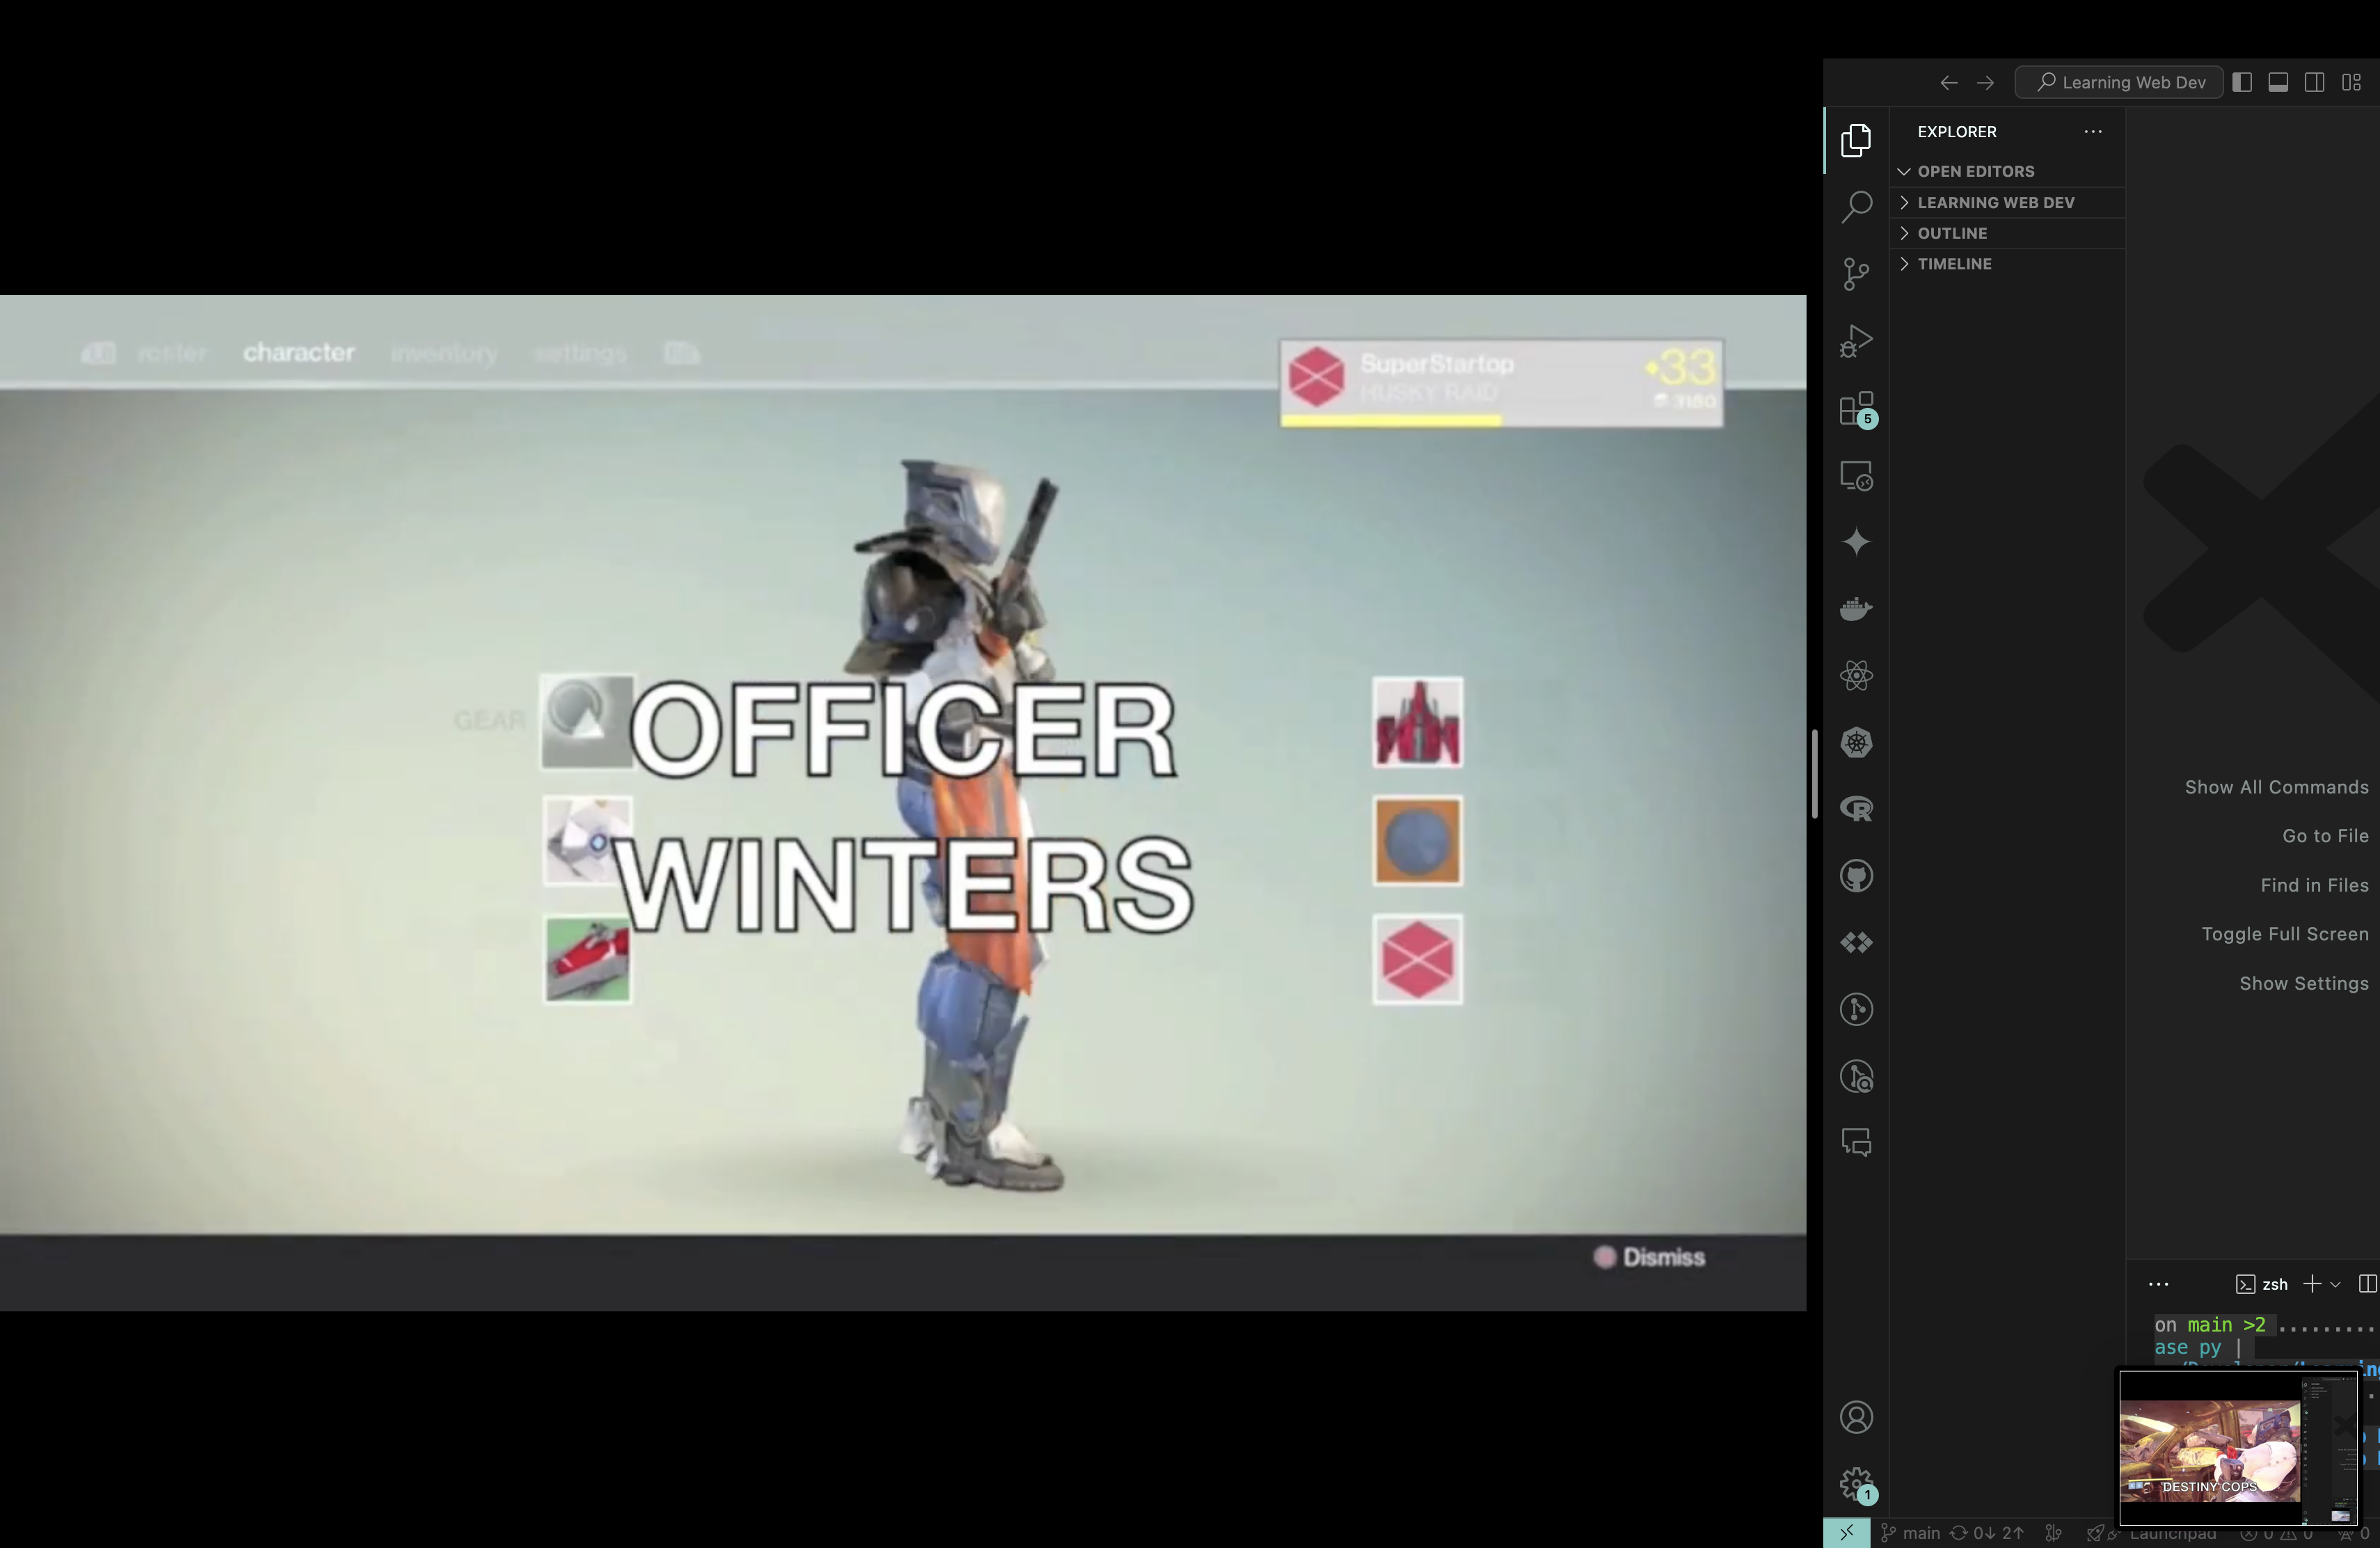 roster character inventory settings
SuperStartop
+33
HUSKY RAID
3180
GEAR
OFFICER
WINTERS
Dismiss
Learning Web Dev
EXPLORER
OPEN EDITORS
LEARNING WEB DEV
OUTLINE
TIMELINE
5
Show All Commands
Go to File
Find in Files
Toggle Full Screen
Show Settings
zsh
on main >2 .........
ase py |
DESTINY COPS
1
main 0↓ 2↑ Launchpad 0 0 0